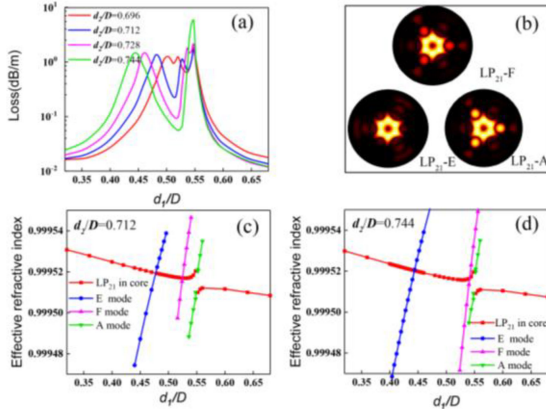 (a)
d₂/D=0.696
d₂/D=0.712
d₂/D=0.728
d₂/D=0.744
Loss(dB/m)
10¹
10⁰
10⁻¹
10⁻²
0.35 0.40 0.45 0.50 0.55 0.60 0.65
d₁/D
(b)
LP₂₁-F
LP₂₁-E
LP₂₁-A
d₂/D=0.712
(c)
Effective refractive index
0.99954
0.99952
0.99950
0.99948
LP₂₁ in core
E mode
F mode
A mode
0.35 0.40 0.45 0.50 0.55 0.60 0.65
d₁/D
d₂/D=0.744
(d)
Effective refractive index
0.99954
0.99952
0.99950
0.99948
LP₂₁ in core
E mode
F mode
A mode
0.35 0.40 0.45 0.50 0.55 0.60 0.65
d₁/D